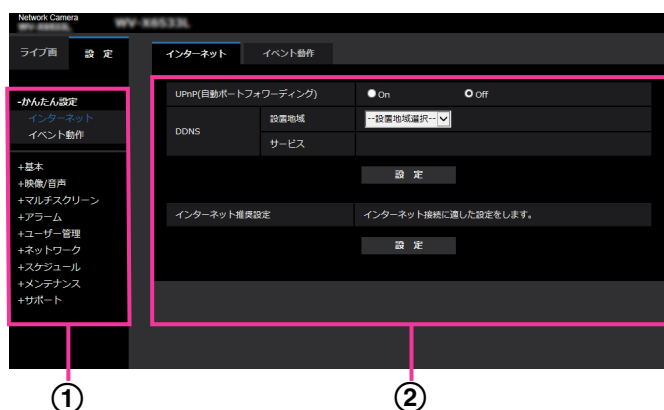 Network Camera
WV-X6533L
ライブ画 設 定
インターネット イベント動作
-かんたん設定
インターネット
イベント動作
+基本
+映像/音声
+マルチスクリーン
+アラーム
+ユーザー管理
+ネットワーク
+スケジュール
+メンテナンス
+サポート
UPnP(自動ポートフォワーディング) On Off
DDNS 設置地域 --設置地域選択--
サービス
設 定
インターネット推奨設定 インターネット接続に適した設定をします。
設 定
① ②